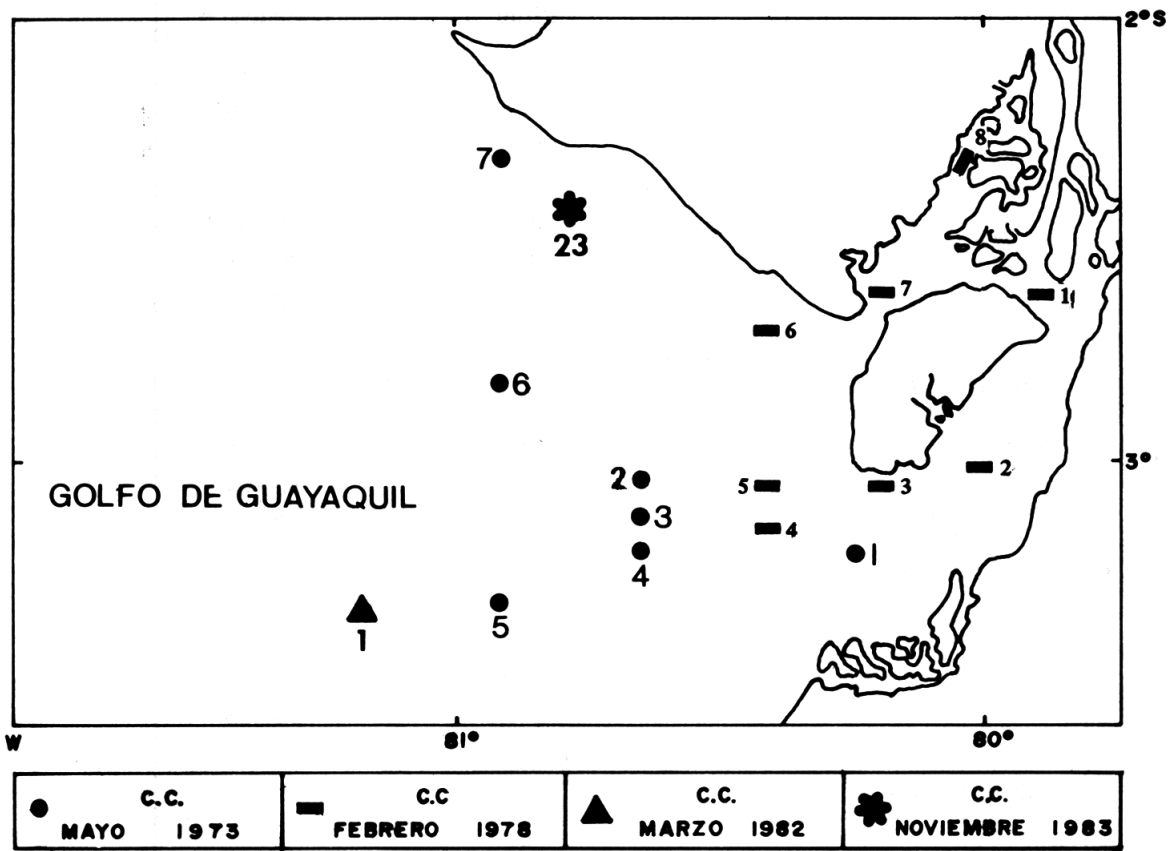 2° S
8
7
23
7
1
6
6
3°
2
2
5
3
GOLFO DE GUAYAQUIL
3
4
1
4
1
5
W
81°
80°
C.C.
MAYO 1973
C.C
FEBRERO 1978
C.C.
MARZO 1982
C.C.
NOVIEMBRE 1983